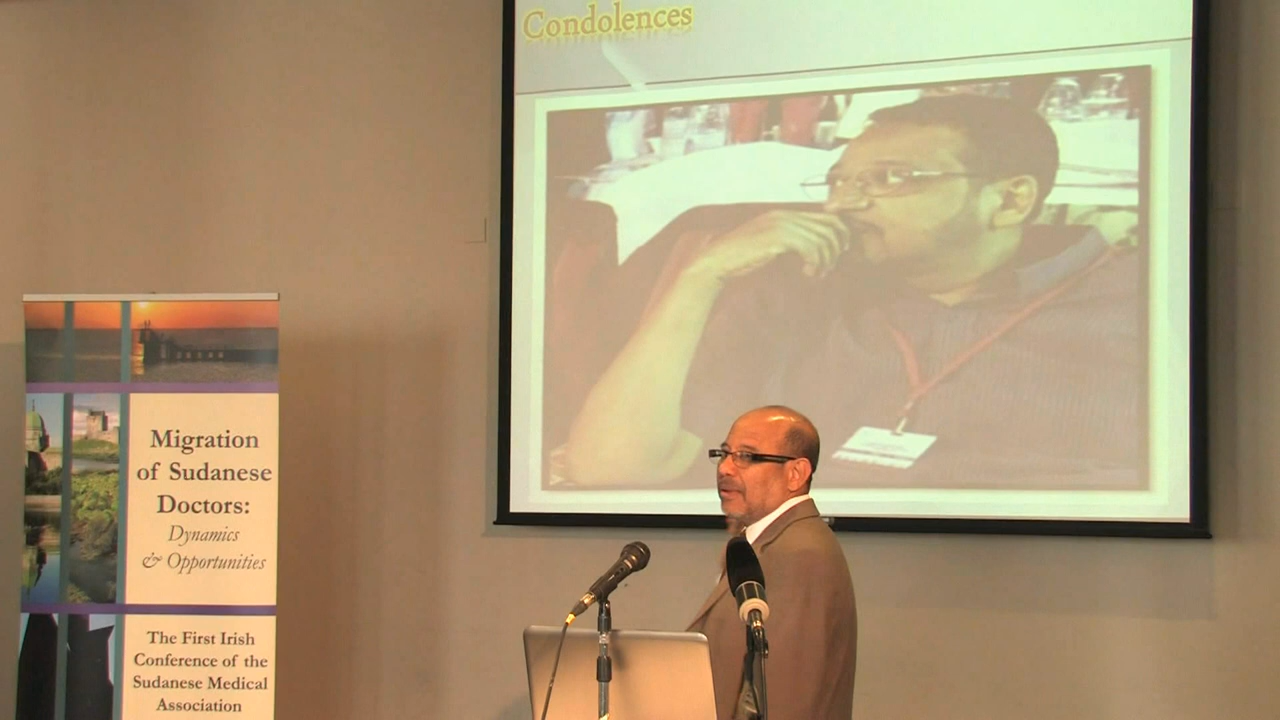 Condolences
Migration
of Sudanese
Doctors:
Dynamics
& Opportunities
The First Irish
Conference of the
Sudanese Medical
Association